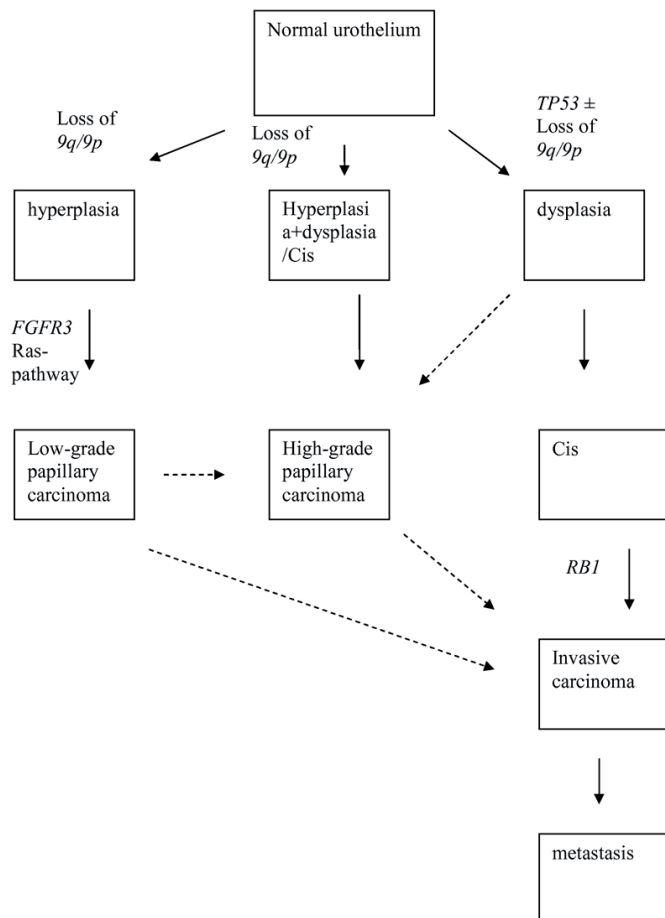 Normal urothelium
Loss of
9q/9p
Loss of
9q/9p
TP53 ±
Loss of
9q/9p
hyperplasia
Hyperplasi
a+dysplasia
/Cis
dysplasia
FGFR3
Ras-
pathway
Low-grade
papillary
carcinoma
High-grade
papillary
carcinoma
Cis
RB1
Invasive
carcinoma
metastasis